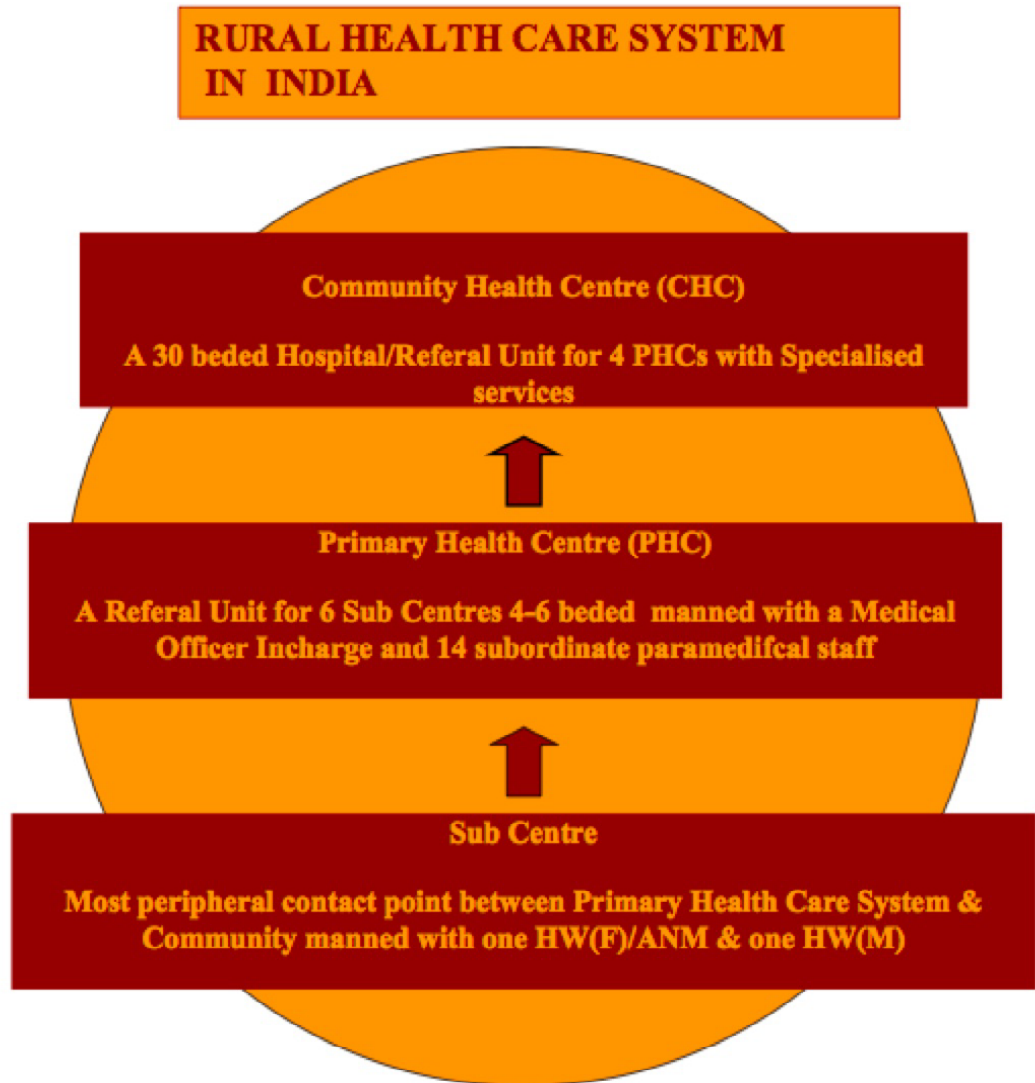 RURAL HEALTH CARE SYSTEM
IN INDIA
Community Health Centre (CHC)
A 30 beded Hospital/Referal Unit for 4 PHCs with Specialised
services
Primary Health Centre (PHC)
A Referal Unit for 6 Sub Centres 4-6 beded manned with a Medical
Officer Incharge and 14 subordinate paramedifcal staff
Sub Centre
Most peripheral contact point between Primary Health Care System &
Community manned with one HW(F)/ANM & one HW(M)